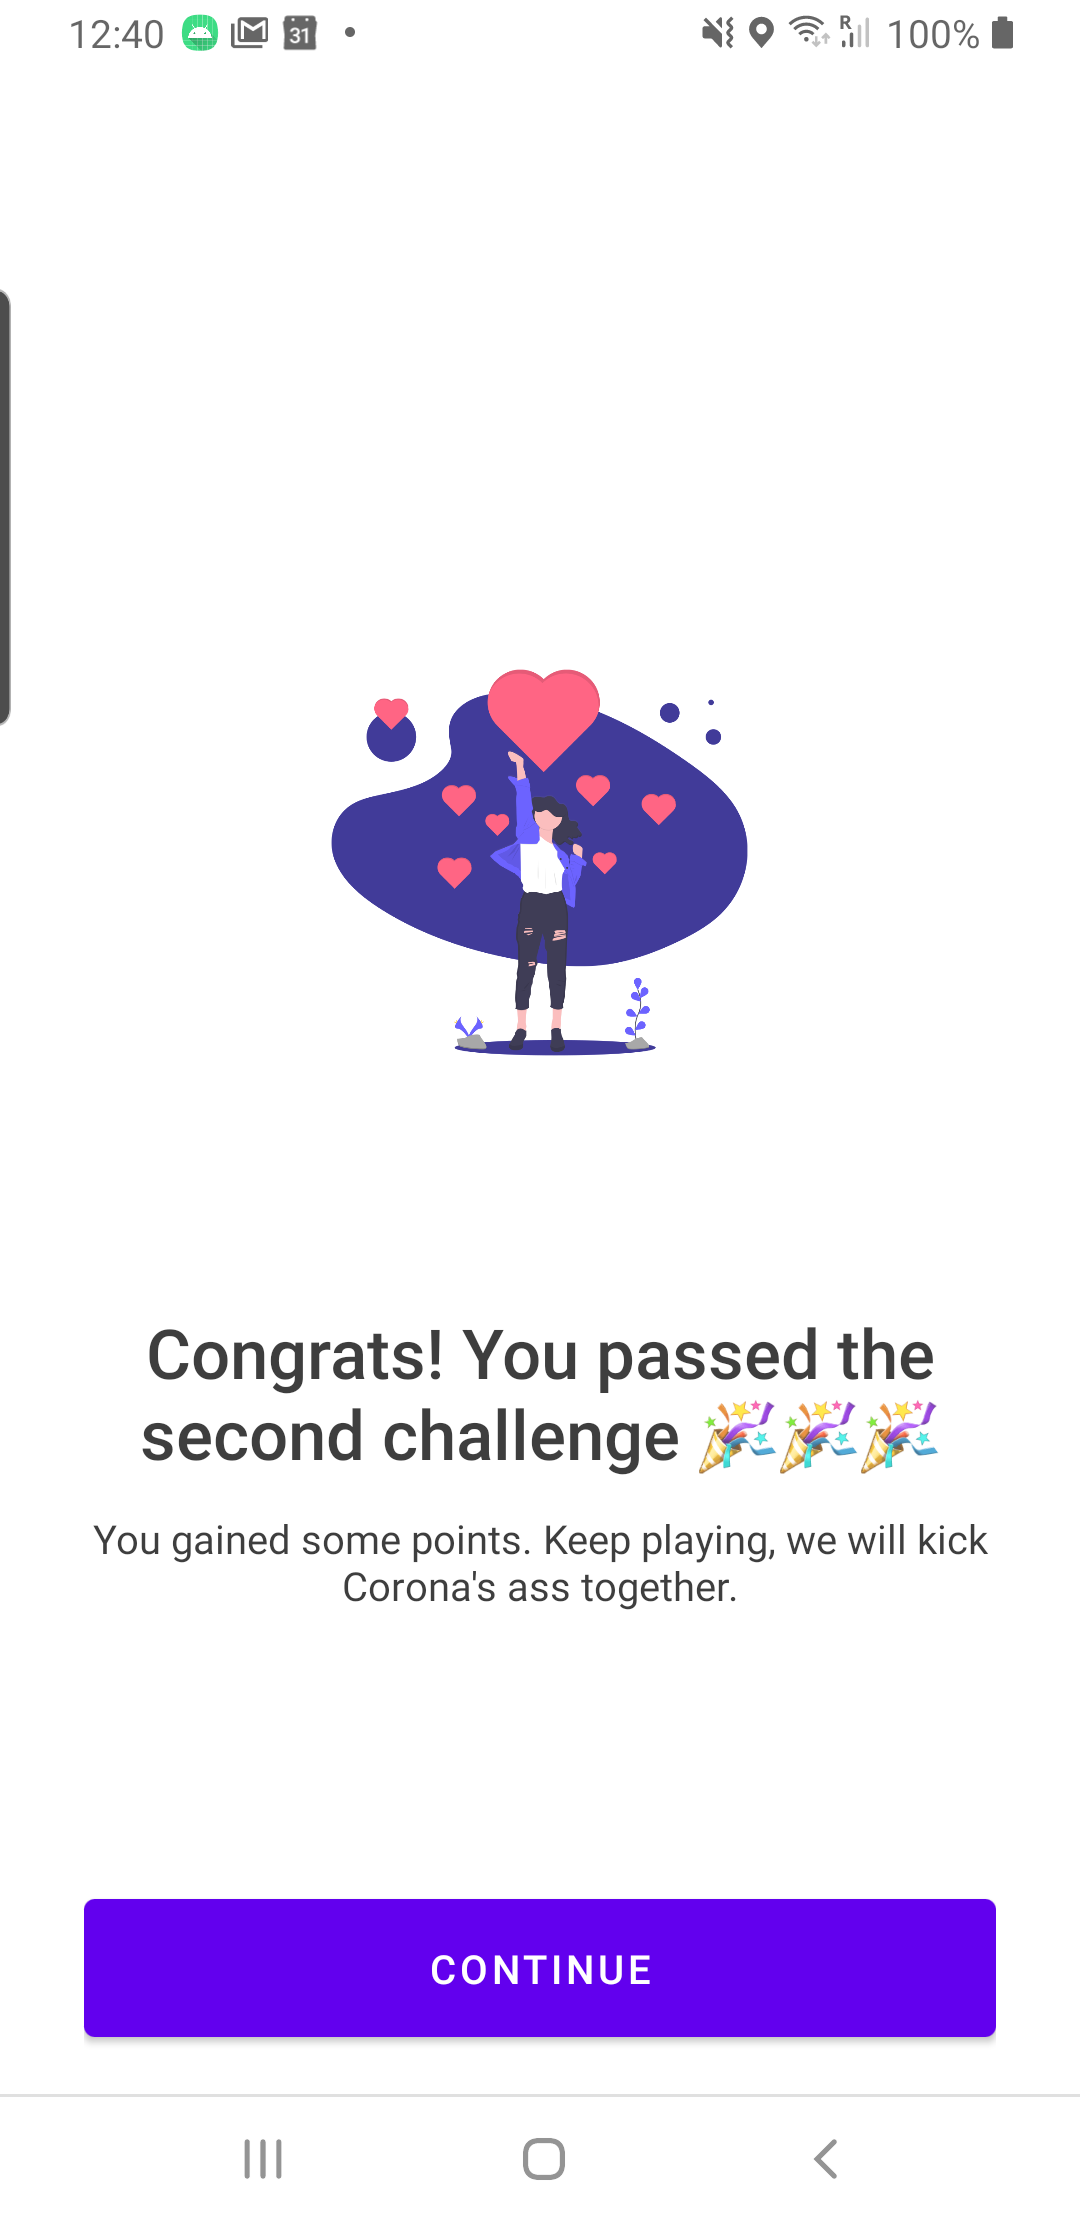 12:40 31 R 100%
Congrats! You passed the
second challenge 🎉🎉🎉
You gained some points. Keep playing, we will kick
Corona's ass together.
CONTINUE